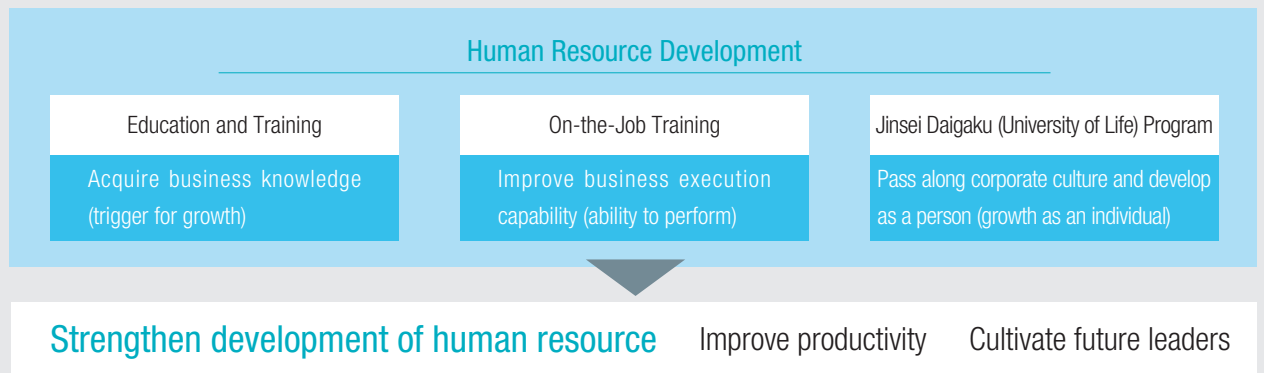 Human Resource Development
Education and Training
Acquire business knowledge
(trigger for growth)
On-the-Job Training
Improve business execution
capability (ability to perform)
Jinsei Daigaku (University of Life) Program
Pass along corporate culture and develop
as a person (growth as an individual)
Strengthen development of human resource Improve productivity Cultivate future leaders